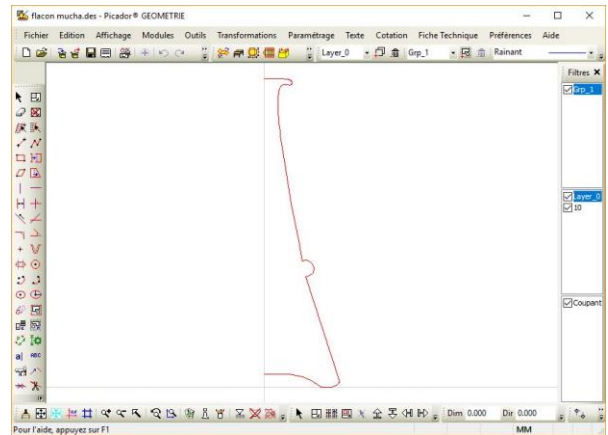 flacon mucha.des - Picador® GEOMETRIE
Fichier Edition Affichage Modules Outils Transformations Paramétrage Texte Cotation Fiche Technique Préférences Aide
Layer_0 Grp_1 Rainant
Filtres
Grp_1
Layer_0
10
Coupant
a| ABC
Dim 0.000 Dir 0.000
Pour l'aide, appuyez sur F1 MM